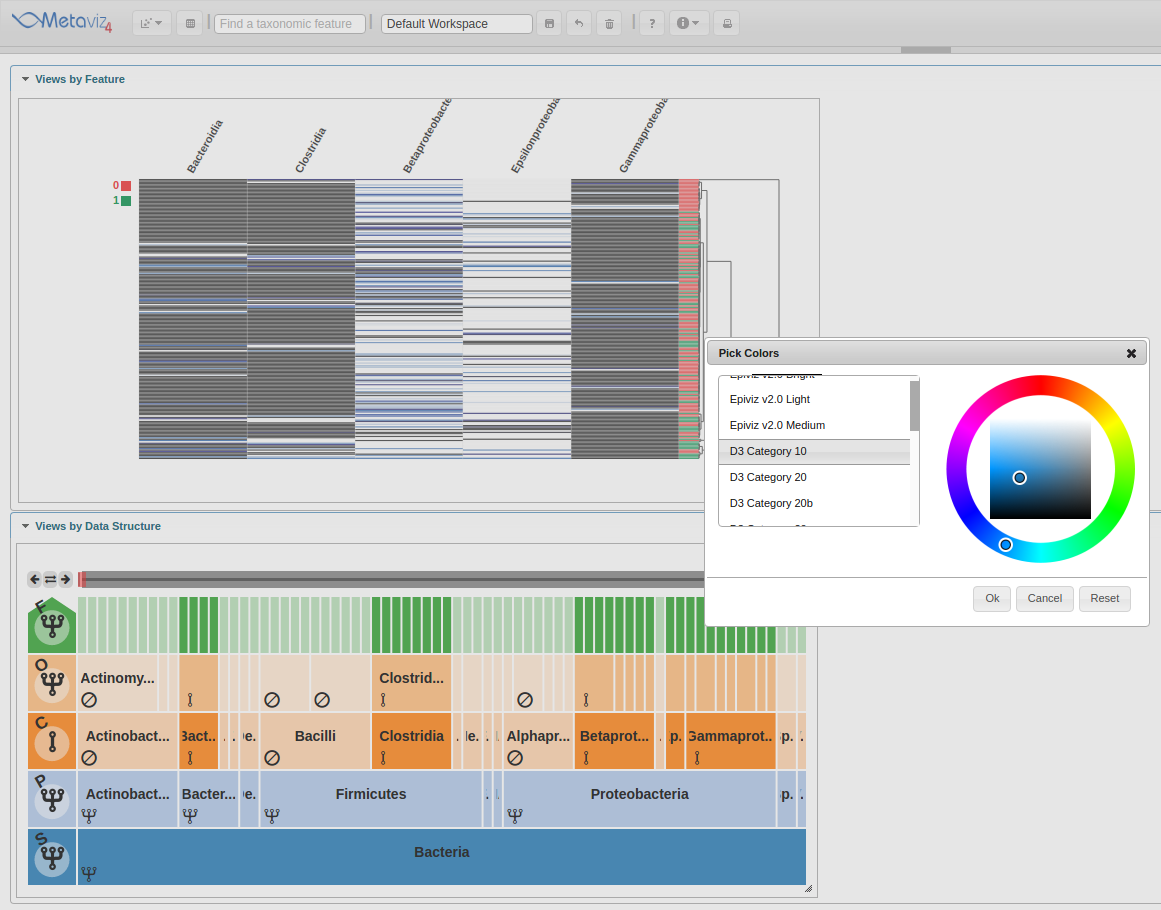 Metaviz4
Find a taxonomic feature
Default Workspace
?
Views by Feature
Bacteroidia
Clostridia
Betaproteobacte
Epsilonproteoba
Gammaproteoba
0
1
Pick Colors
Epiviz v2.0 Bright
Epiviz v2.0 Light
Epiviz v2.0 Medium
D3 Category 10
D3 Category 20
D3 Category 20b
Ok
Cancel
Reset
Views by Data Structure
F
O
Actinomy...
Clostrid...
C
Actinobact...
Bact..
Bacilli
Clostridia
Alphapr...
Betaprot...
Gammaprot..
P
Actinobact...
Bacter...
Firmicutes
Proteobacteria
S
Bacteria